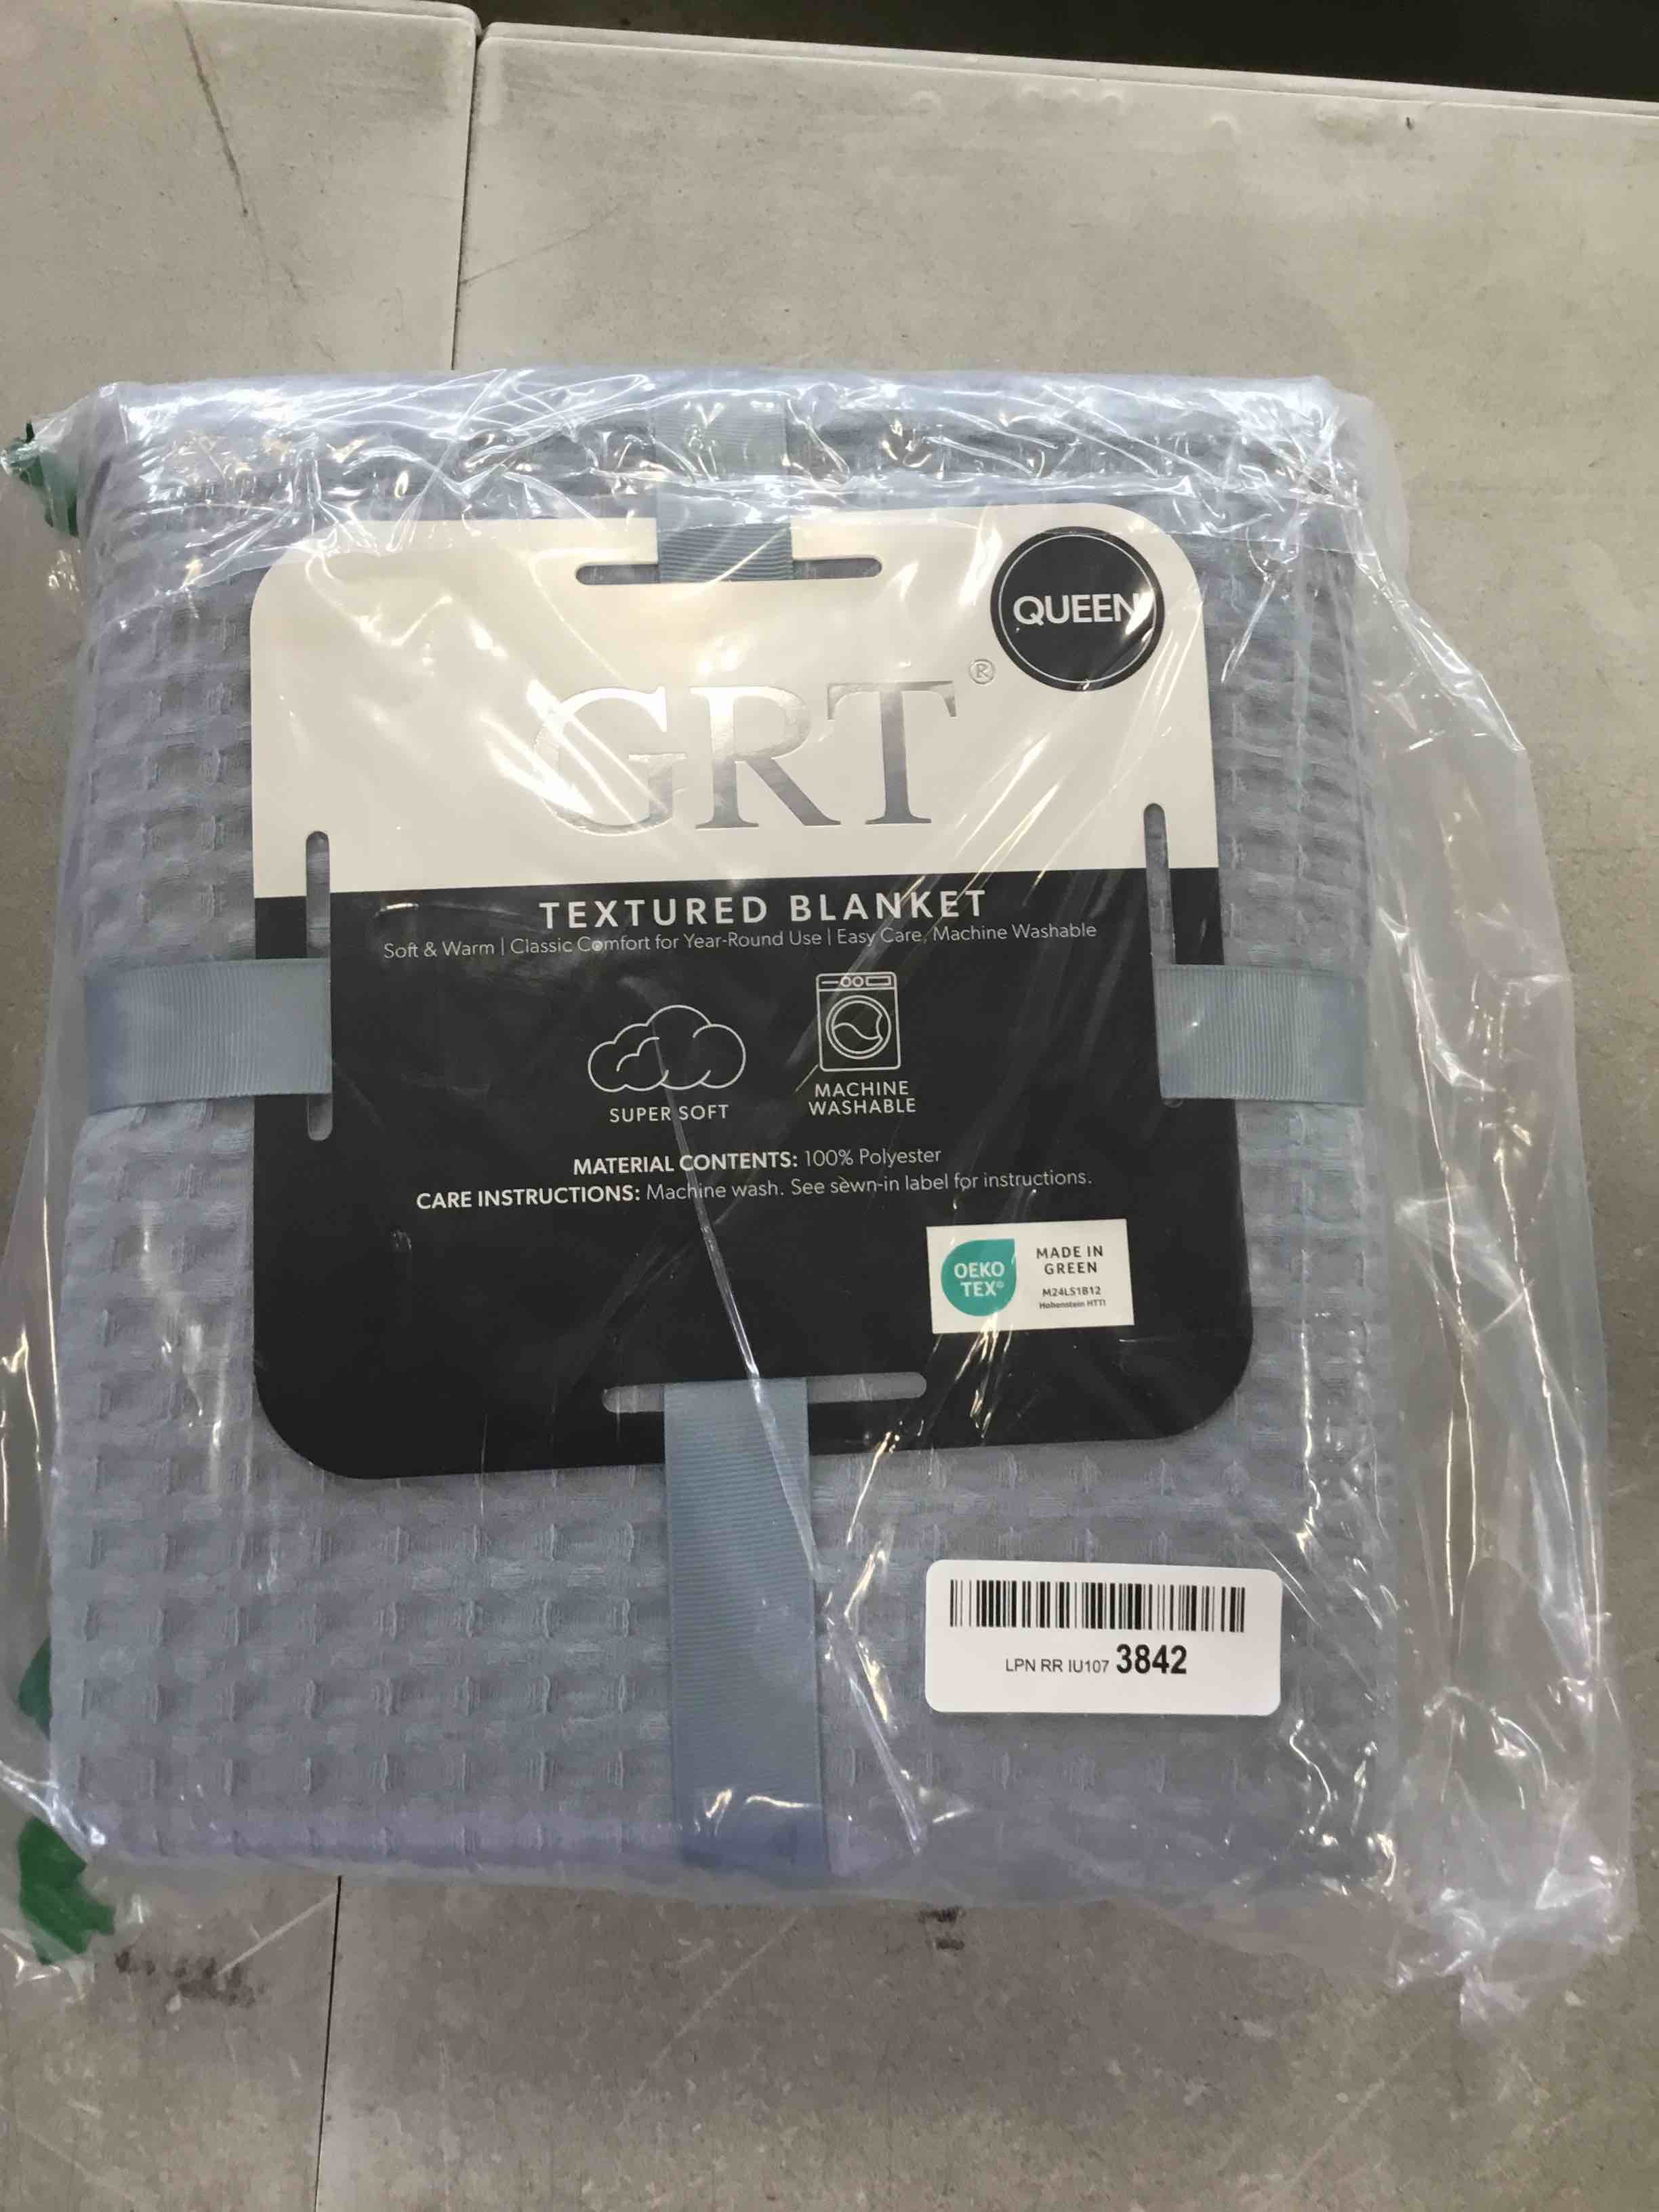 QUEEN
GRT®
TEXTURED BLANKET
Soft & Warm | Classic Comfort for Year-Round Use | Easy Care, Machine Washable
SUPER SOFT
MACHINE
WASHABLE
MATERIAL CONTENTS: 100% Polyester
CARE INSTRUCTIONS: Machine wash. See sewn-in label for instructions.
OEKO
TEX®
MADE IN
GREEN
M24LS1B12
Hohenstein HTTI
LPN RR IU107 3842